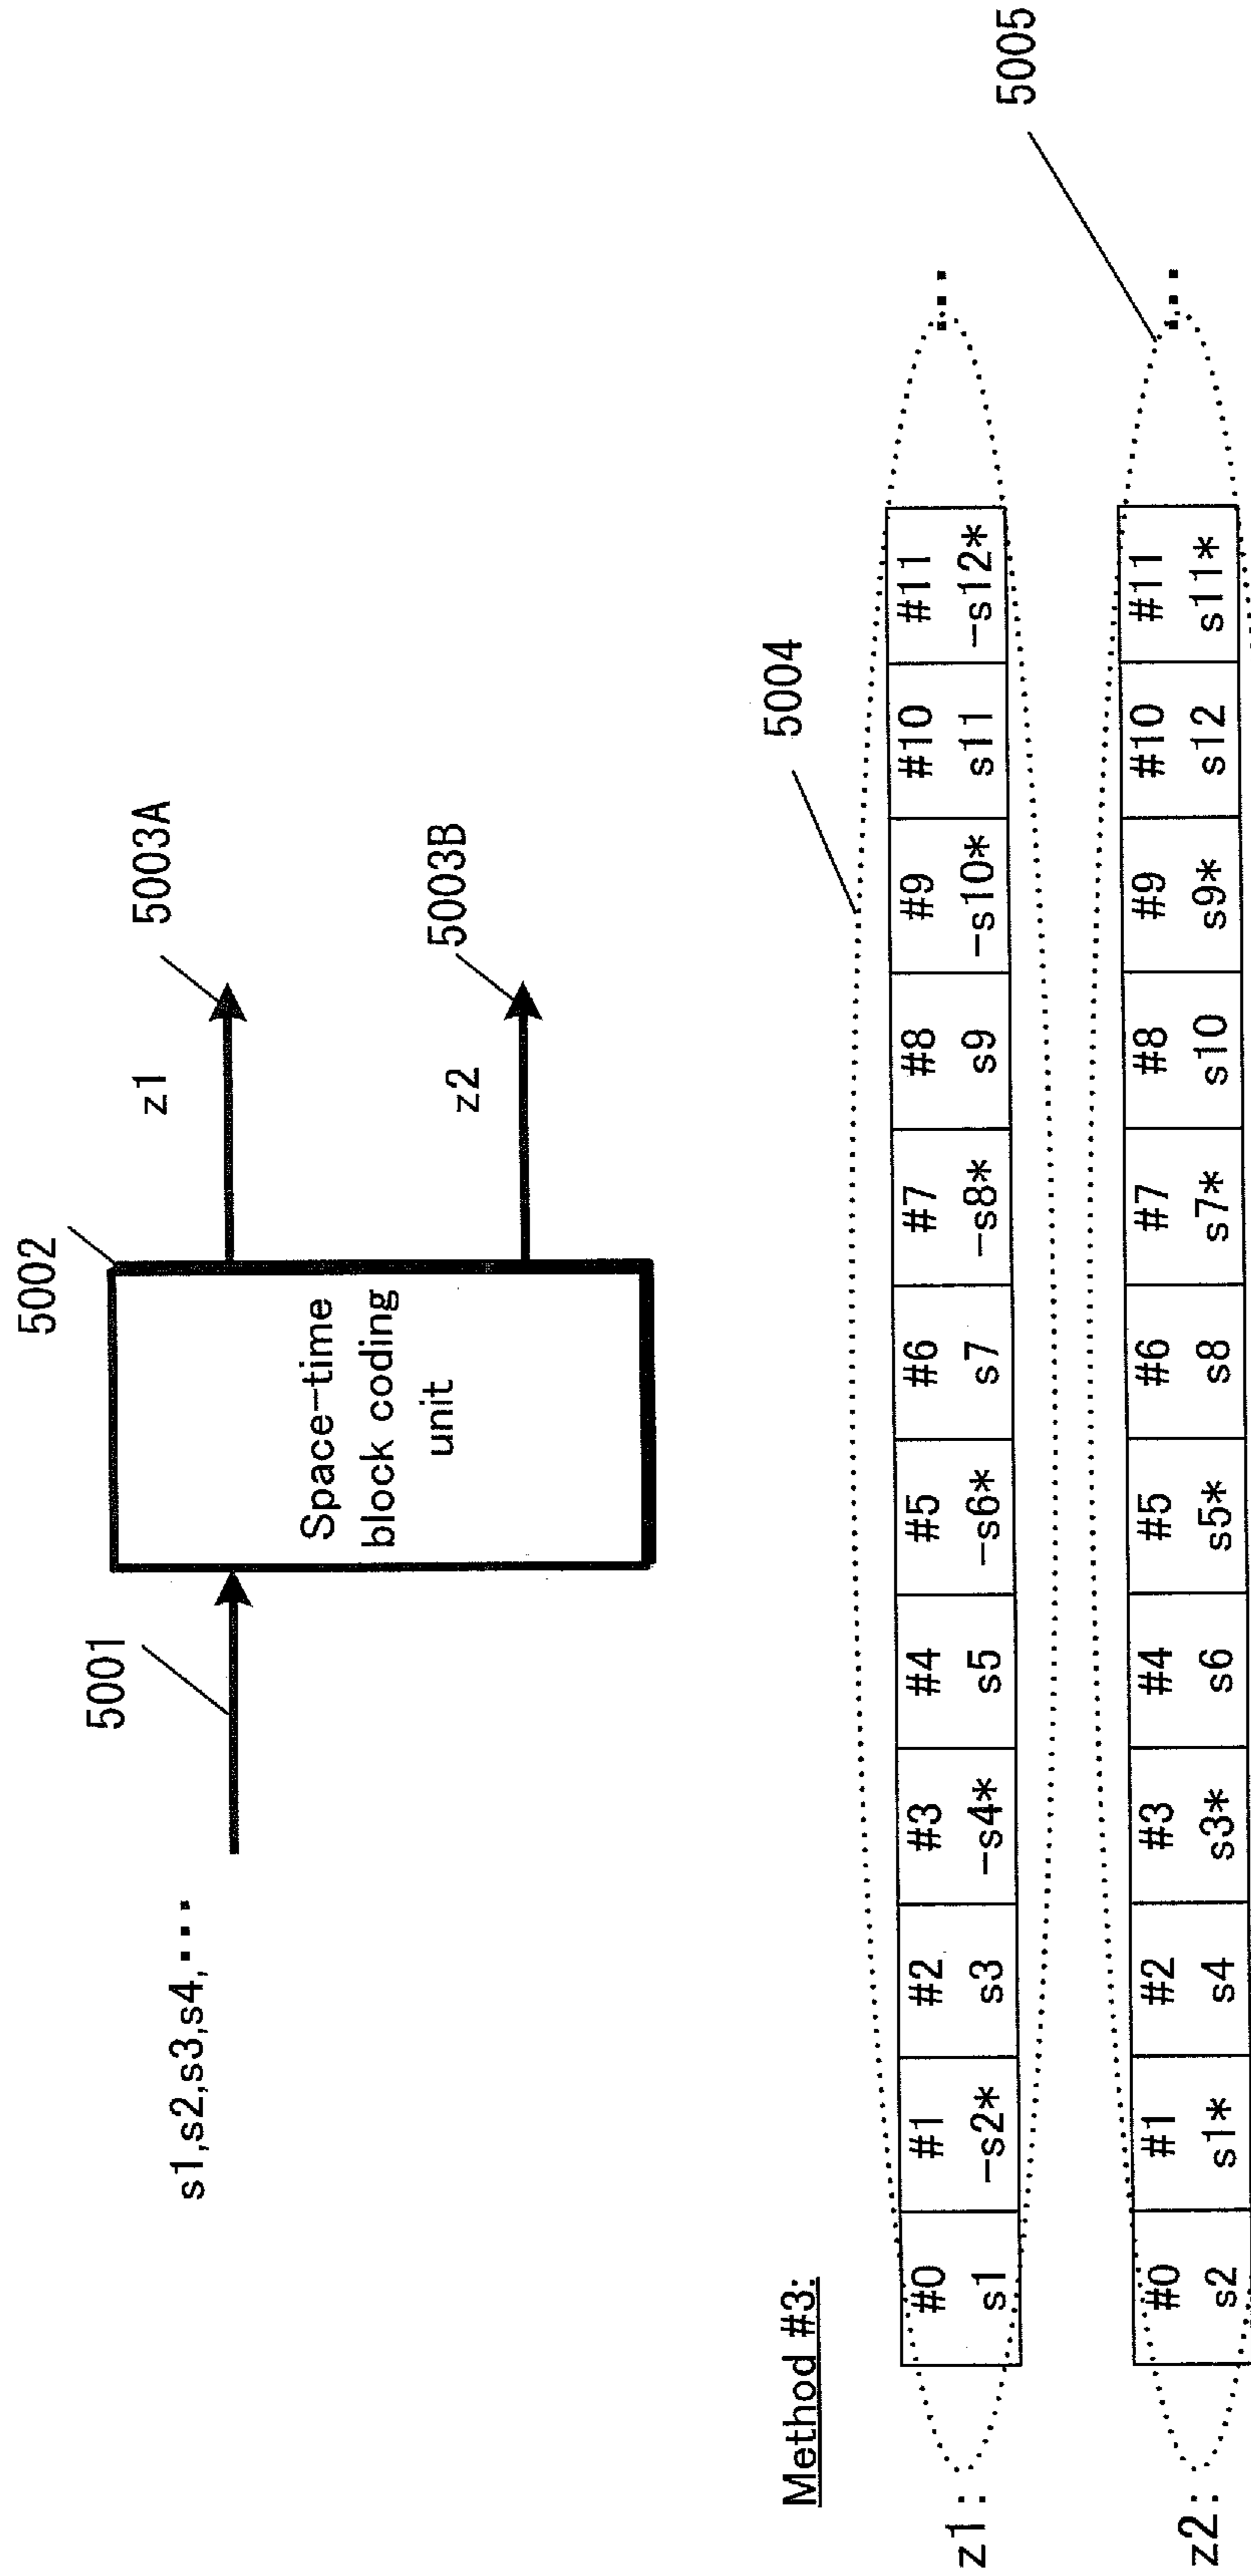 5002
5001
5003A
z1
s1,s2,s3,s4,...
Space-time
block coding
unit
z2
5003B
Method #3:
5004
z1:
#0 #1 #2 #3 #4 #5 #6 #7 #8 #9 #10 #11
s1 -s2* s3 -s4* s5 -s6* s7 -s8* s9 -s10* s11 -s12*
...
5005
z2:
#0 #1 #2 #3 #4 #5 #6 #7 #8 #9 #10 #11
s2 s1* s4 s3* s6 s5* s8 s7* s10 s9* s12 s11*
...